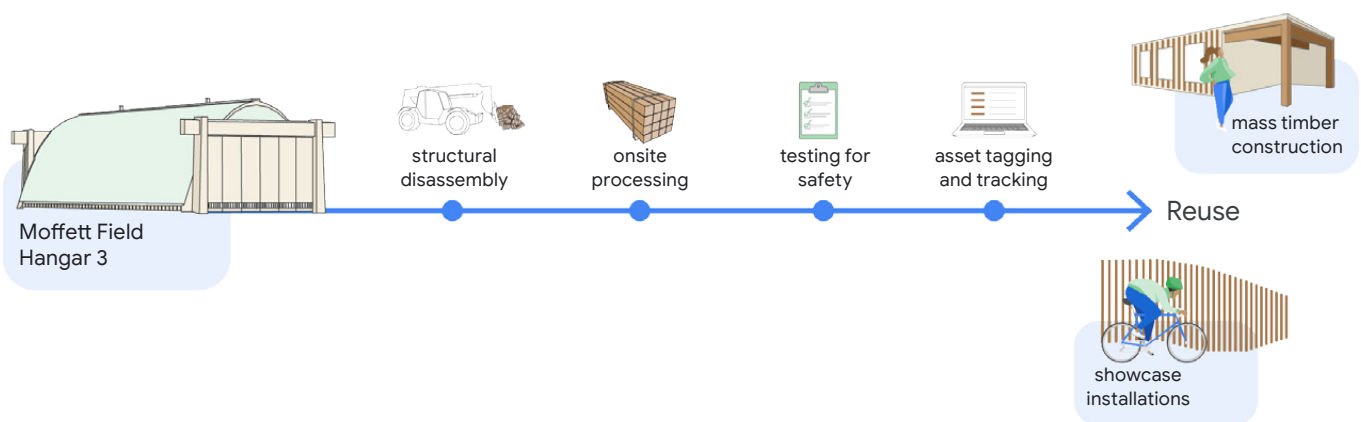 Moffett Field
Hangar 3
structural
disassembly
onsite
processing
testing for
safety
asset tagging
and tracking
Reuse
mass timber
construction
showcase
installations